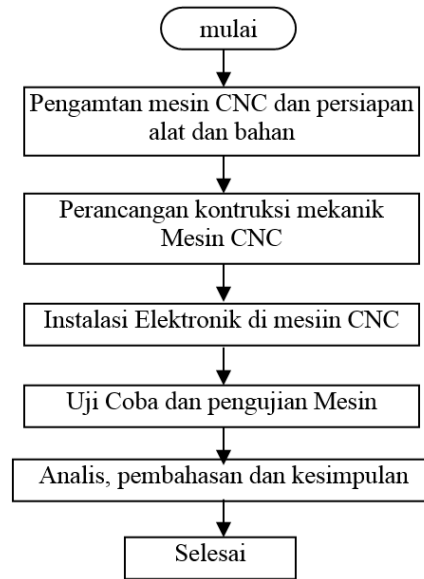 mulai
Pengamtan mesin CNC dan persiapan
alat dan bahan
Perancangan kontruksi mekanik
Mesin CNC
Instalasi Elektronik di mesiin CNC
Uji Coba dan pengujian Mesin
Analis, pembahasan dan kesimpulan
Selesai